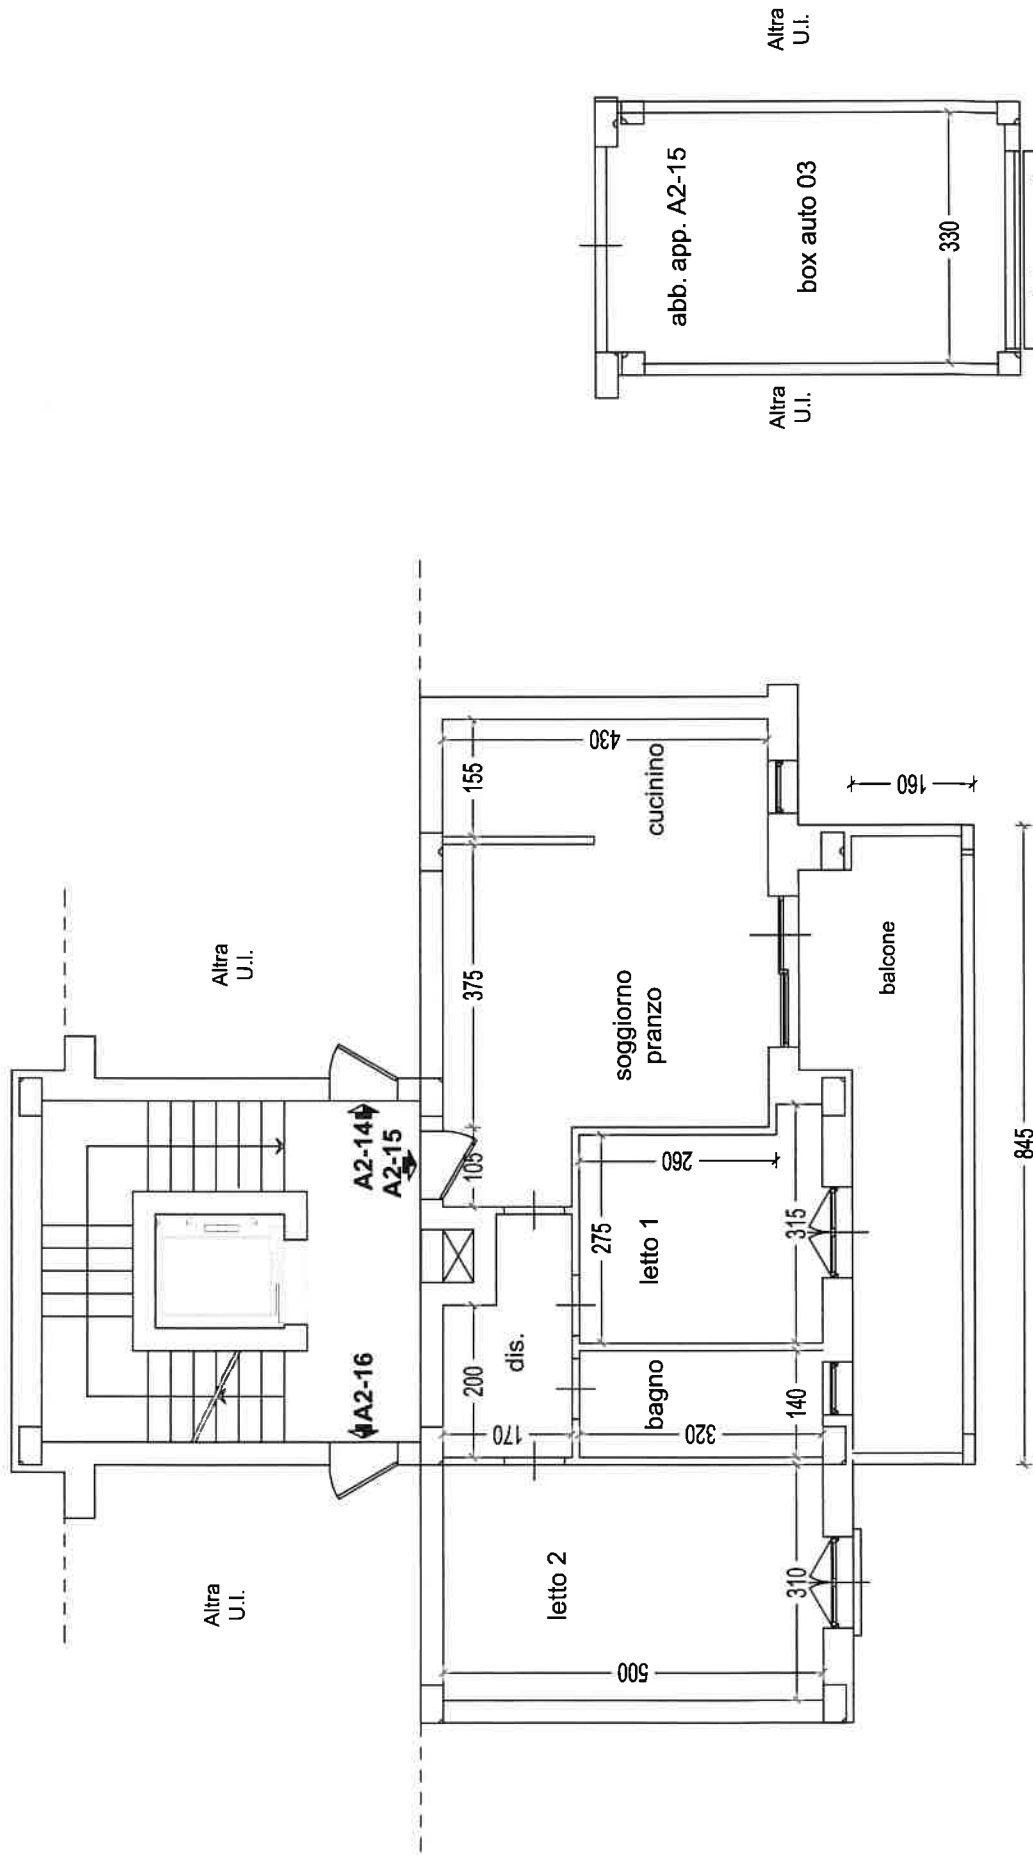 Altra
U.I.
Altra
U.I.
A2-16
A2-14
A2-15
200
105
375
155
dis.
170
letto 2
500
310
bagno
320
140
letto 1
275
260
315
soggiorno
pranzo
cucinino
430
balcone
160
845
Altra
U.I.
abb. app. A2-15
box auto 03
330
Altra
U.I.